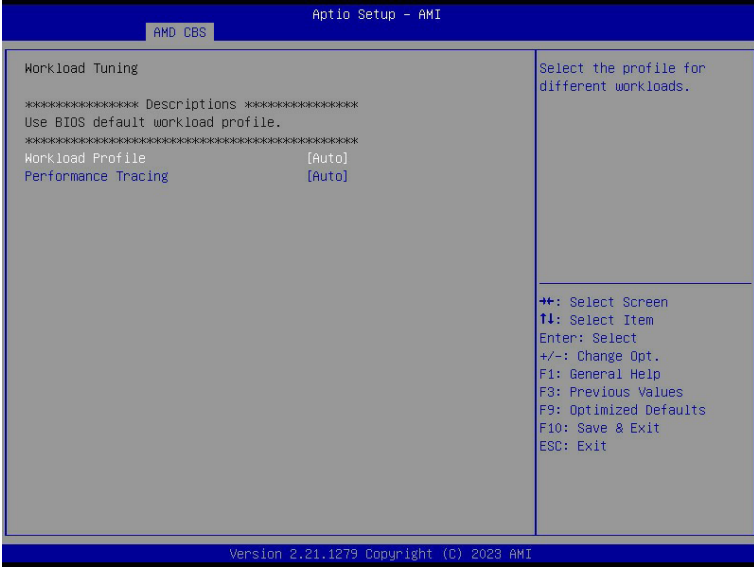 Aptio Setup - AMI
AMD CBS
Workload Tuning
**************** Descriptions ****************
Use BIOS default workload profile.
***********************************************
Workload Profile [Auto]
Performance Tracing [Auto]
Select the profile for
different workloads.
→←: Select Screen
↑↓: Select Item
Enter: Select
+/-: Change Opt.
F1: General Help
F3: Previous Values
F9: Optimized Defaults
F10: Save & Exit
ESC: Exit
Version 2.21.1279 Copyright (C) 2023 AMI